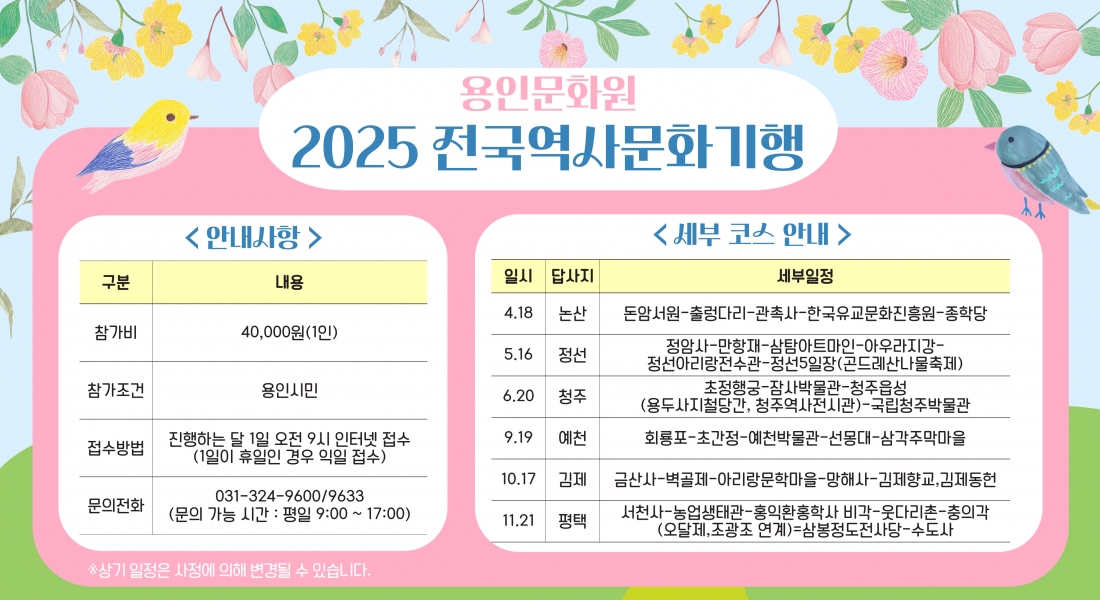 용인문화원
2025 전국역사문화기행
< 안내사항 >
구분 내용
참가비 40,000원(1인)
참가조건 용인시민
접수방법 진행하는 달 1일 오전 9시 인터넷 접수
(1일이 휴일인 경우 익일 접수)
문의전화 031-324-9600/9633
(문의 가능 시간 : 평일 9:00 ~ 17:00)
< 세부 코스 안내 >
일시 답사지 세부일정
4.18 논산 돈암서원-출렁다리-관촉사-한국유교문화진흥원-종학당
5.16 정선 정암사-만항재-삼탐아트마인-아우라지강-
정선아리랑전수관-정선5일장(곤드레산나물축제)
6.20 청주 초정행궁-잠사박물관-청주읍성
(용두사지철당간, 청주역사전시관)-국립청주박물관
9.19 예천 회룡포-초간정-예천박물관-선몽대-삼각주막마을
10.17 김제 금산사-벽골제-아리랑문학마을-망해사-김제향교,김제동헌
11.21 평택 서천사-농업생태관-홍익환홍학사 비각-웃다리촌-충의각
(오달제,조광조 연계)=삼봉정도전사당-수도사
※상기 일정은 사정에 의해 변경될 수 있습니다.